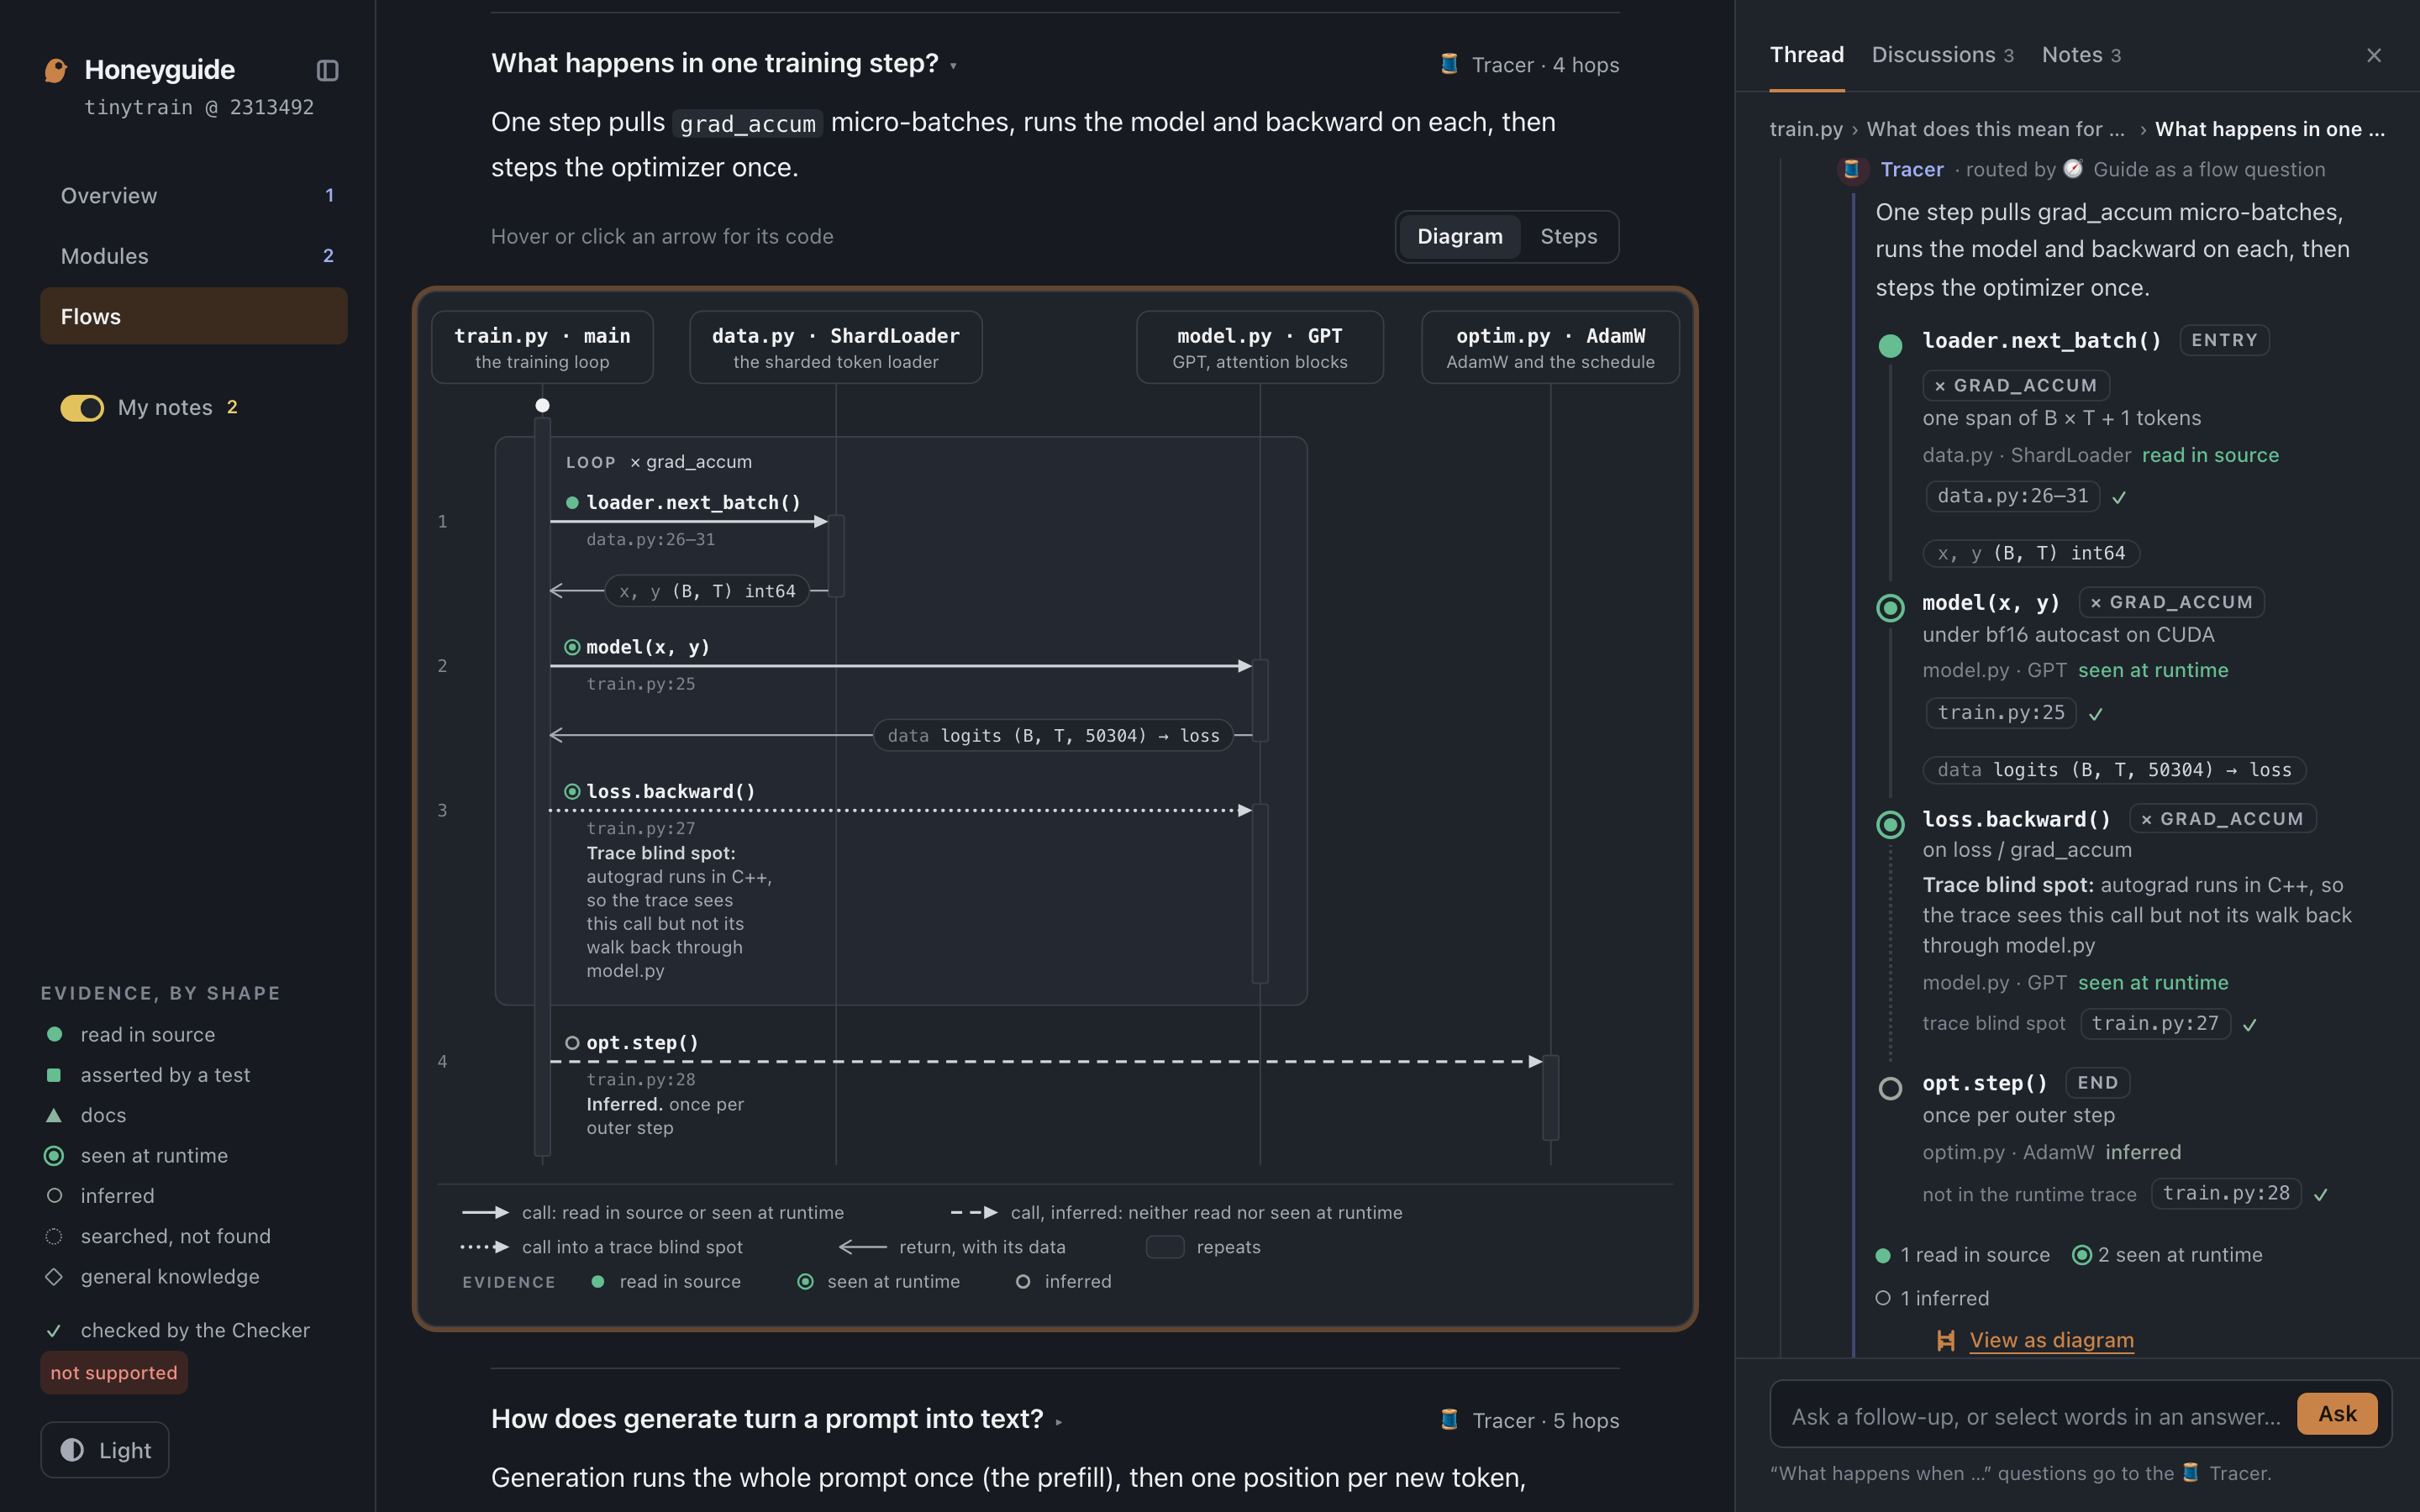 Honeyguide
tinytrain @ 2313492
Overview 1
Modules 2
Flows
My notes 2
EVIDENCE, BY SHAPE
read in source
asserted by a test
docs
seen at runtime
inferred
searched, not found
general knowledge
checked by the Checker
not supported
Light
What happens in one training step?
Tracer · 4 hops
One step pulls grad_accum micro-batches, runs the model and backward on each, then
steps the optimizer once.
Hover or click an arrow for its code
Diagram Steps
train.py · main
the training loop
data.py · ShardLoader
the sharded token loader
model.py · GPT
GPT, attention blocks
optim.py · AdamW
AdamW and the schedule
LOOP × grad_accum
loader.next_batch()
1
data.py:26–31
x, y (B, T) int64
model(x, y)
2
train.py:25
data logits (B, T, 50304) → loss
loss.backward()
3
train.py:27
Trace blind spot:
autograd runs in C++,
so the trace sees
this call but not its
walk back through
model.py
opt.step()
4
train.py:28
Inferred. once per
outer step
call: read in source or seen at runtime
call, inferred: neither read nor seen at runtime
call into a trace blind spot
return, with its data
repeats
EVIDENCE read in source seen at runtime inferred
How does generate turn a prompt into text?
Tracer · 5 hops
Generation runs the whole prompt once (the prefill), then one position per new token,
Thread Discussions 3 Notes 3 ×
train.py › What does this mean for ... › What happens in one ...
Tracer · routed by Guide as a flow question
One step pulls grad_accum micro-batches,
runs the model and backward on each, then
steps the optimizer once.
loader.next_batch() ENTRY
× GRAD_ACCUM
one span of B × T + 1 tokens
data.py · ShardLoader read in source
data.py:26–31 ✓
x, y (B, T) int64
model(x, y) × GRAD_ACCUM
under bf16 autocast on CUDA
model.py · GPT seen at runtime
train.py:25 ✓
data logits (B, T, 50304) → loss
loss.backward() × GRAD_ACCUM
on loss / grad_accum
Trace blind spot: autograd runs in C++, so
the trace sees this call but not its walk back
through model.py
model.py · GPT seen at runtime
trace blind spot train.py:27 ✓
opt.step() END
once per outer step
optim.py · AdamW inferred
not in the runtime trace train.py:28 ✓
1 read in source 2 seen at runtime
1 inferred
View as diagram
Ask a follow-up, or select words in an answer... Ask
“What happens when ...” questions go to the Tracer.